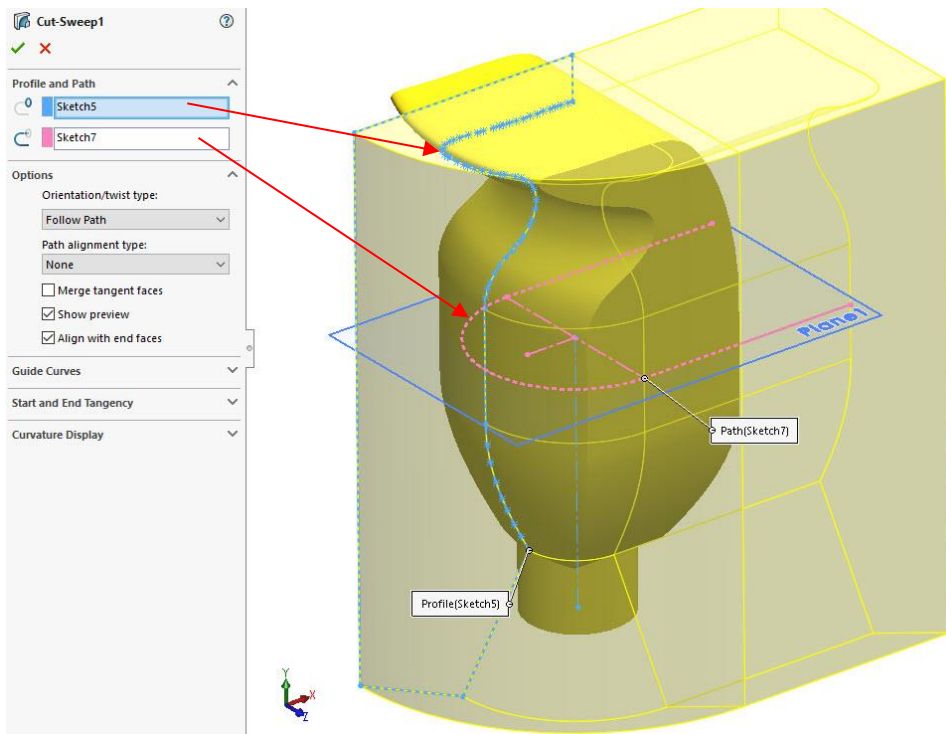 Cut-Sweep1
Profile and Path
Sketch5
Sketch7
Options
Orientation/twist type:
Follow Path
Path alignment type:
None
Merge tangent faces
Show preview
Align with end faces
Guide Curves
Start and End Tangency
Curvature Display
Plane1
Path(Sketch7)
Profile(Sketch5)
Y
X
Z